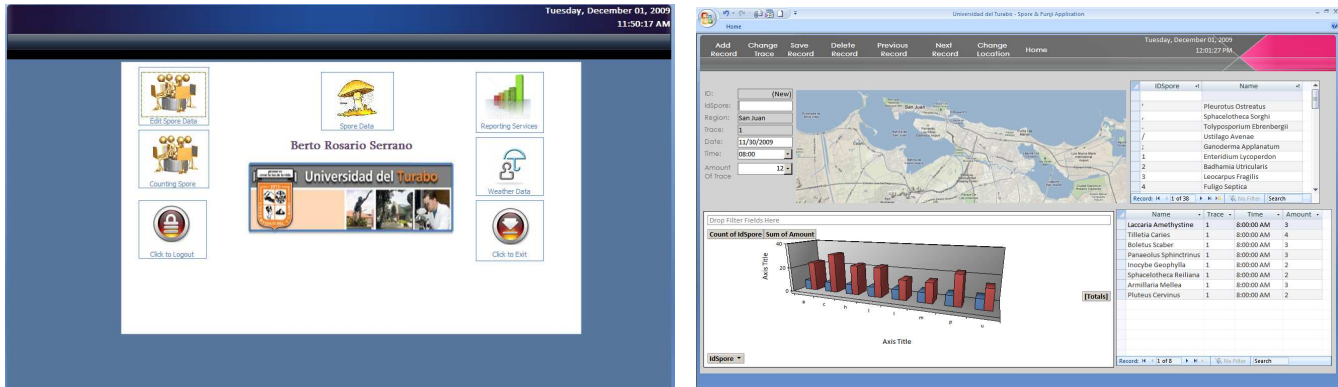 Tuesday, December 01, 2009
11:50:17 AM
Edit Spore Data
Spore Data
Reporting Services
Berto Rosario Serrano
Counting Spore
Universidad del Turabo
Weather Data
Click to Logout
Click to Exit
Universidad del Turabo - Spore & Funji Application
Home
Add Record
Change Trace
Save Record
Delete Record
Previous Record
Next Record
Change Location
Home
Tuesday, December 01, 2009
12:01:27 PM
ID: (New)
IdSpore:
Region: San Juan
Trace: 1
Date: 11/30/2009
Time: 08:00
Amount Of Trace 12
San Juan
IDSpore Name
Pleurotus Ostreatus
' Sphacelotheca Sorghi
Tolyposporium Ehrenbergii
/ Ustilago Avenae
Ganoderma Applanatum
1 Enteridium Lycoperdon
2 Badhamia Utricularis
3 Leocarpus Fragilis
4 Fuligo Septica
Record: 1 of 38 No Filter Search
Drop Filter Fields Here
Count of IdSpore Sum of Amount
40
20
0
Axis Title
a c h i l m p u
Axis Title
[Totals]
IdSpore
Name Trace Time Amount
Laccaria Amethystine 1 8:00:00 AM 3
Tilletia Caries 1 8:00:00 AM 4
Boletus Scaber 1 8:00:00 AM 3
Panaeolus Sphinctrinus 1 8:00:00 AM 3
Inocybe Geophylla 1 8:00:00 AM 2
Sphacelotheca Reiliana 1 8:00:00 AM 2
Armillaria Mellea 1 8:00:00 AM 3
Pluteus Cervinus 1 8:00:00 AM 2
Record: 1 of 8 No Filter Search